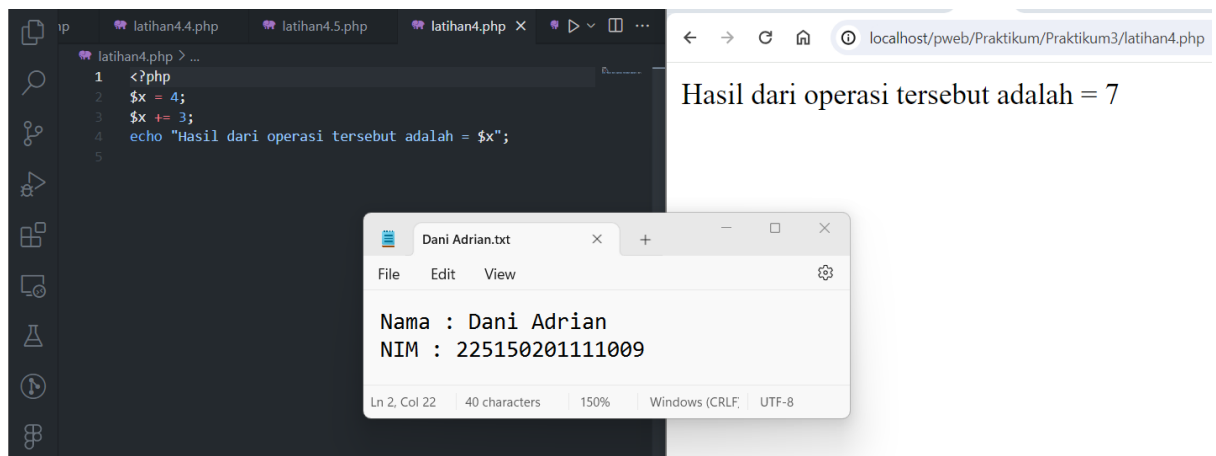 hp latihan4.4.php latihan4.5.php latihan4.php
latihan4.php > ...
1 <?php
2 $x = 4;
3 $x += 3;
4 echo "Hasil dari operasi tersebut adalah = $x";
5
localhost/pweb/Praktikum/Praktikum3/latihan4.php
Hasil dari operasi tersebut adalah = 7
Dani Adrian.txt
File Edit View
Nama : Dani Adrian
NIM : 225150201111009
Ln 2, Col 22 40 characters 150% Windows (CRLF) UTF-8